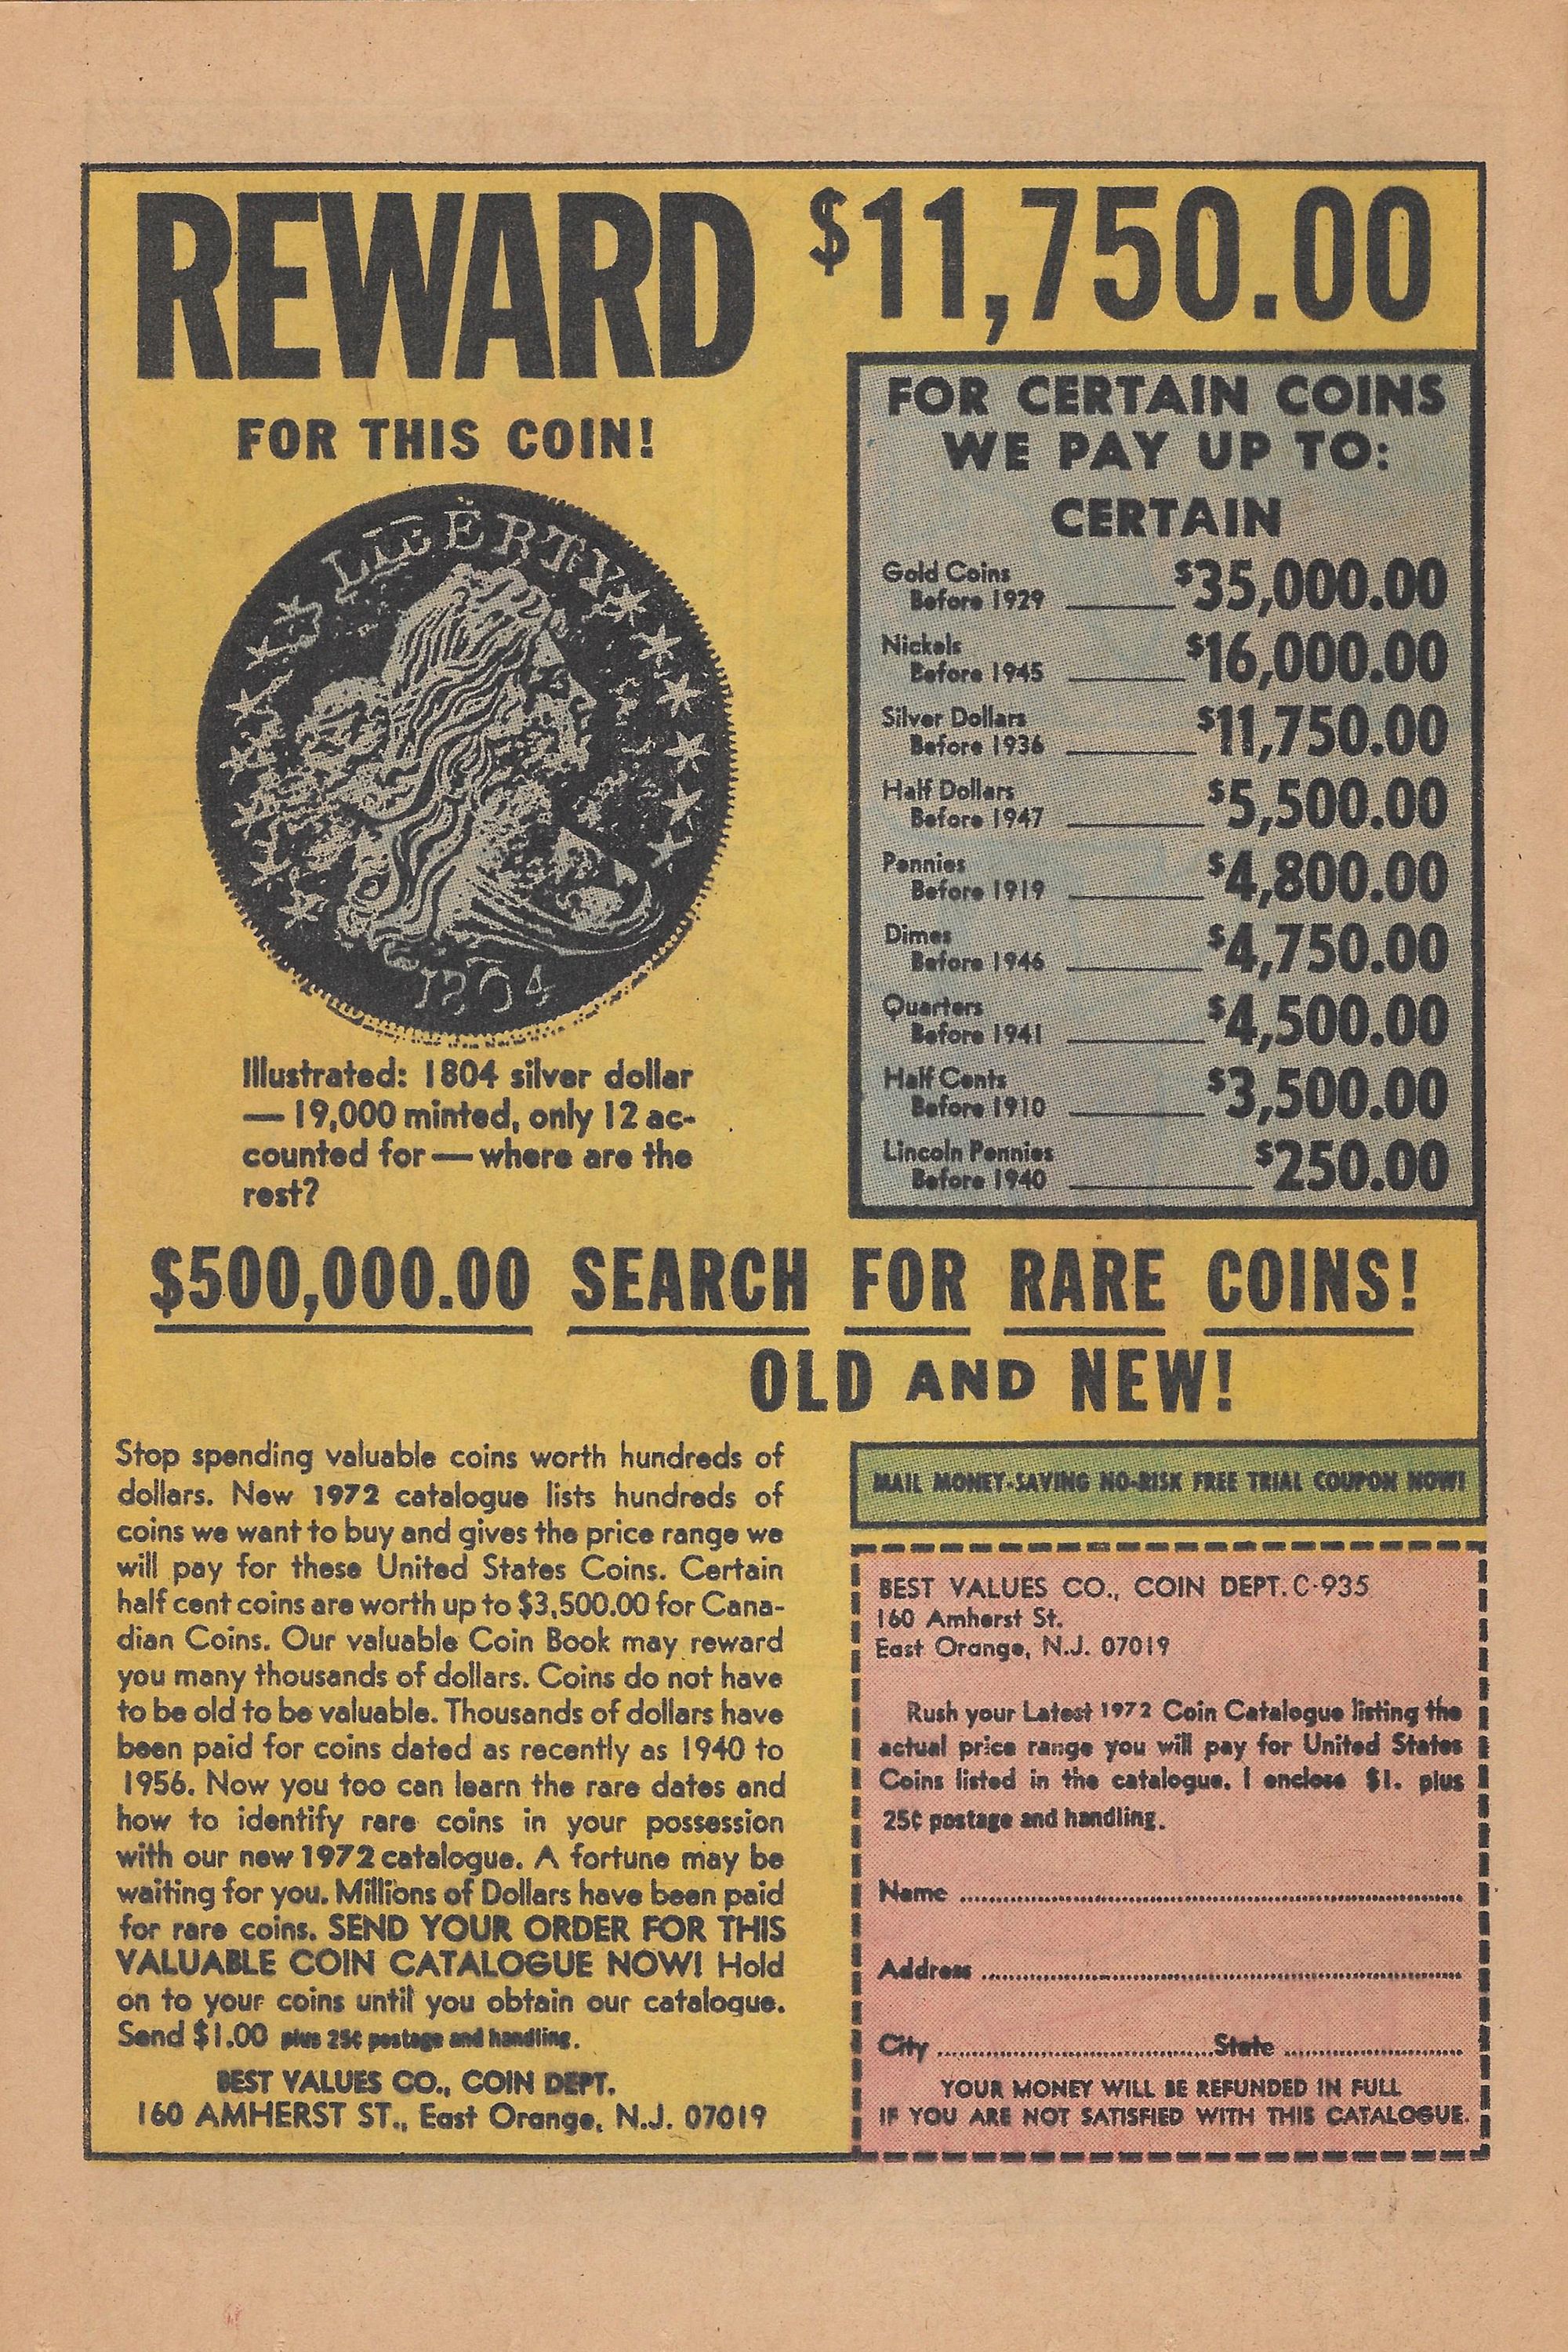 REWARD $11,750.00
FOR THIS COIN!
LIBERTY
1804
Illustrated: 1804 silver dollar
— 19,000 minted, only 12 ac-
counted for — where are the
rest?
FOR CERTAIN COINS
WE PAY UP TO:
CERTAIN
Gold Coins
Before 1929 $35,000.00
Nickels
Before 1945 $16,000.00
Silver Dollars
Before 1936 $11,750.00
Half Dollars
Before 1947 $5,500.00
Pennies
Before 1919 $4,800.00
Dimes
Before 1946 $4,750.00
Quarters
Before 1941 $4,500.00
Half Cents
Before 1910 $3,500.00
Lincoln Pennies
Before 1940 $250.00
$500,000.00 SEARCH FOR RARE COINS!
OLD AND NEW!
Stop spending valuable coins worth hundreds of
dollars. New 1972 catalogue lists hundreds of
coins we want to buy and gives the price range we
will pay for these United States Coins. Certain
half cent coins are worth up to $3,500.00 for Cana-
dian Coins. Our valuable Coin Book may reward
you many thousands of dollars. Coins do not have
to be old to be valuable. Thousands of dollars have
been paid for coins dated as recently as 1940 to
1956. Now you too can learn the rare dates and
how to identify rare coins in your possession
with our new 1972 catalogue. A fortune may be
waiting for you. Millions of Dollars have been paid
for rare coins. SEND YOUR ORDER FOR THIS
VALUABLE COIN CATALOGUE NOW! Hold
on to your coins until you obtain our catalogue.
Send $1.00 plus 25¢ postage and handling.
BEST VALUES CO., COIN DEPT.
160 AMHERST ST., East Orange, N.J. 07019
MAIL MONEY-SAVING NO-RISK FREE TRIAL COUPON NOW!
BEST VALUES CO., COIN DEPT. C-935
160 Amherst St.
East Orange, N.J. 07019
Rush your Latest 1972 Coin Catalogue listing the
actual price range you will pay for United States
Coins listed in the catalogue. I enclose $1. plus
25¢ postage and handling.
Name
Address
City State
YOUR MONEY WILL BE REFUNDED IN FULL
IF YOU ARE NOT SATISFIED WITH THIS CATALOGUE.